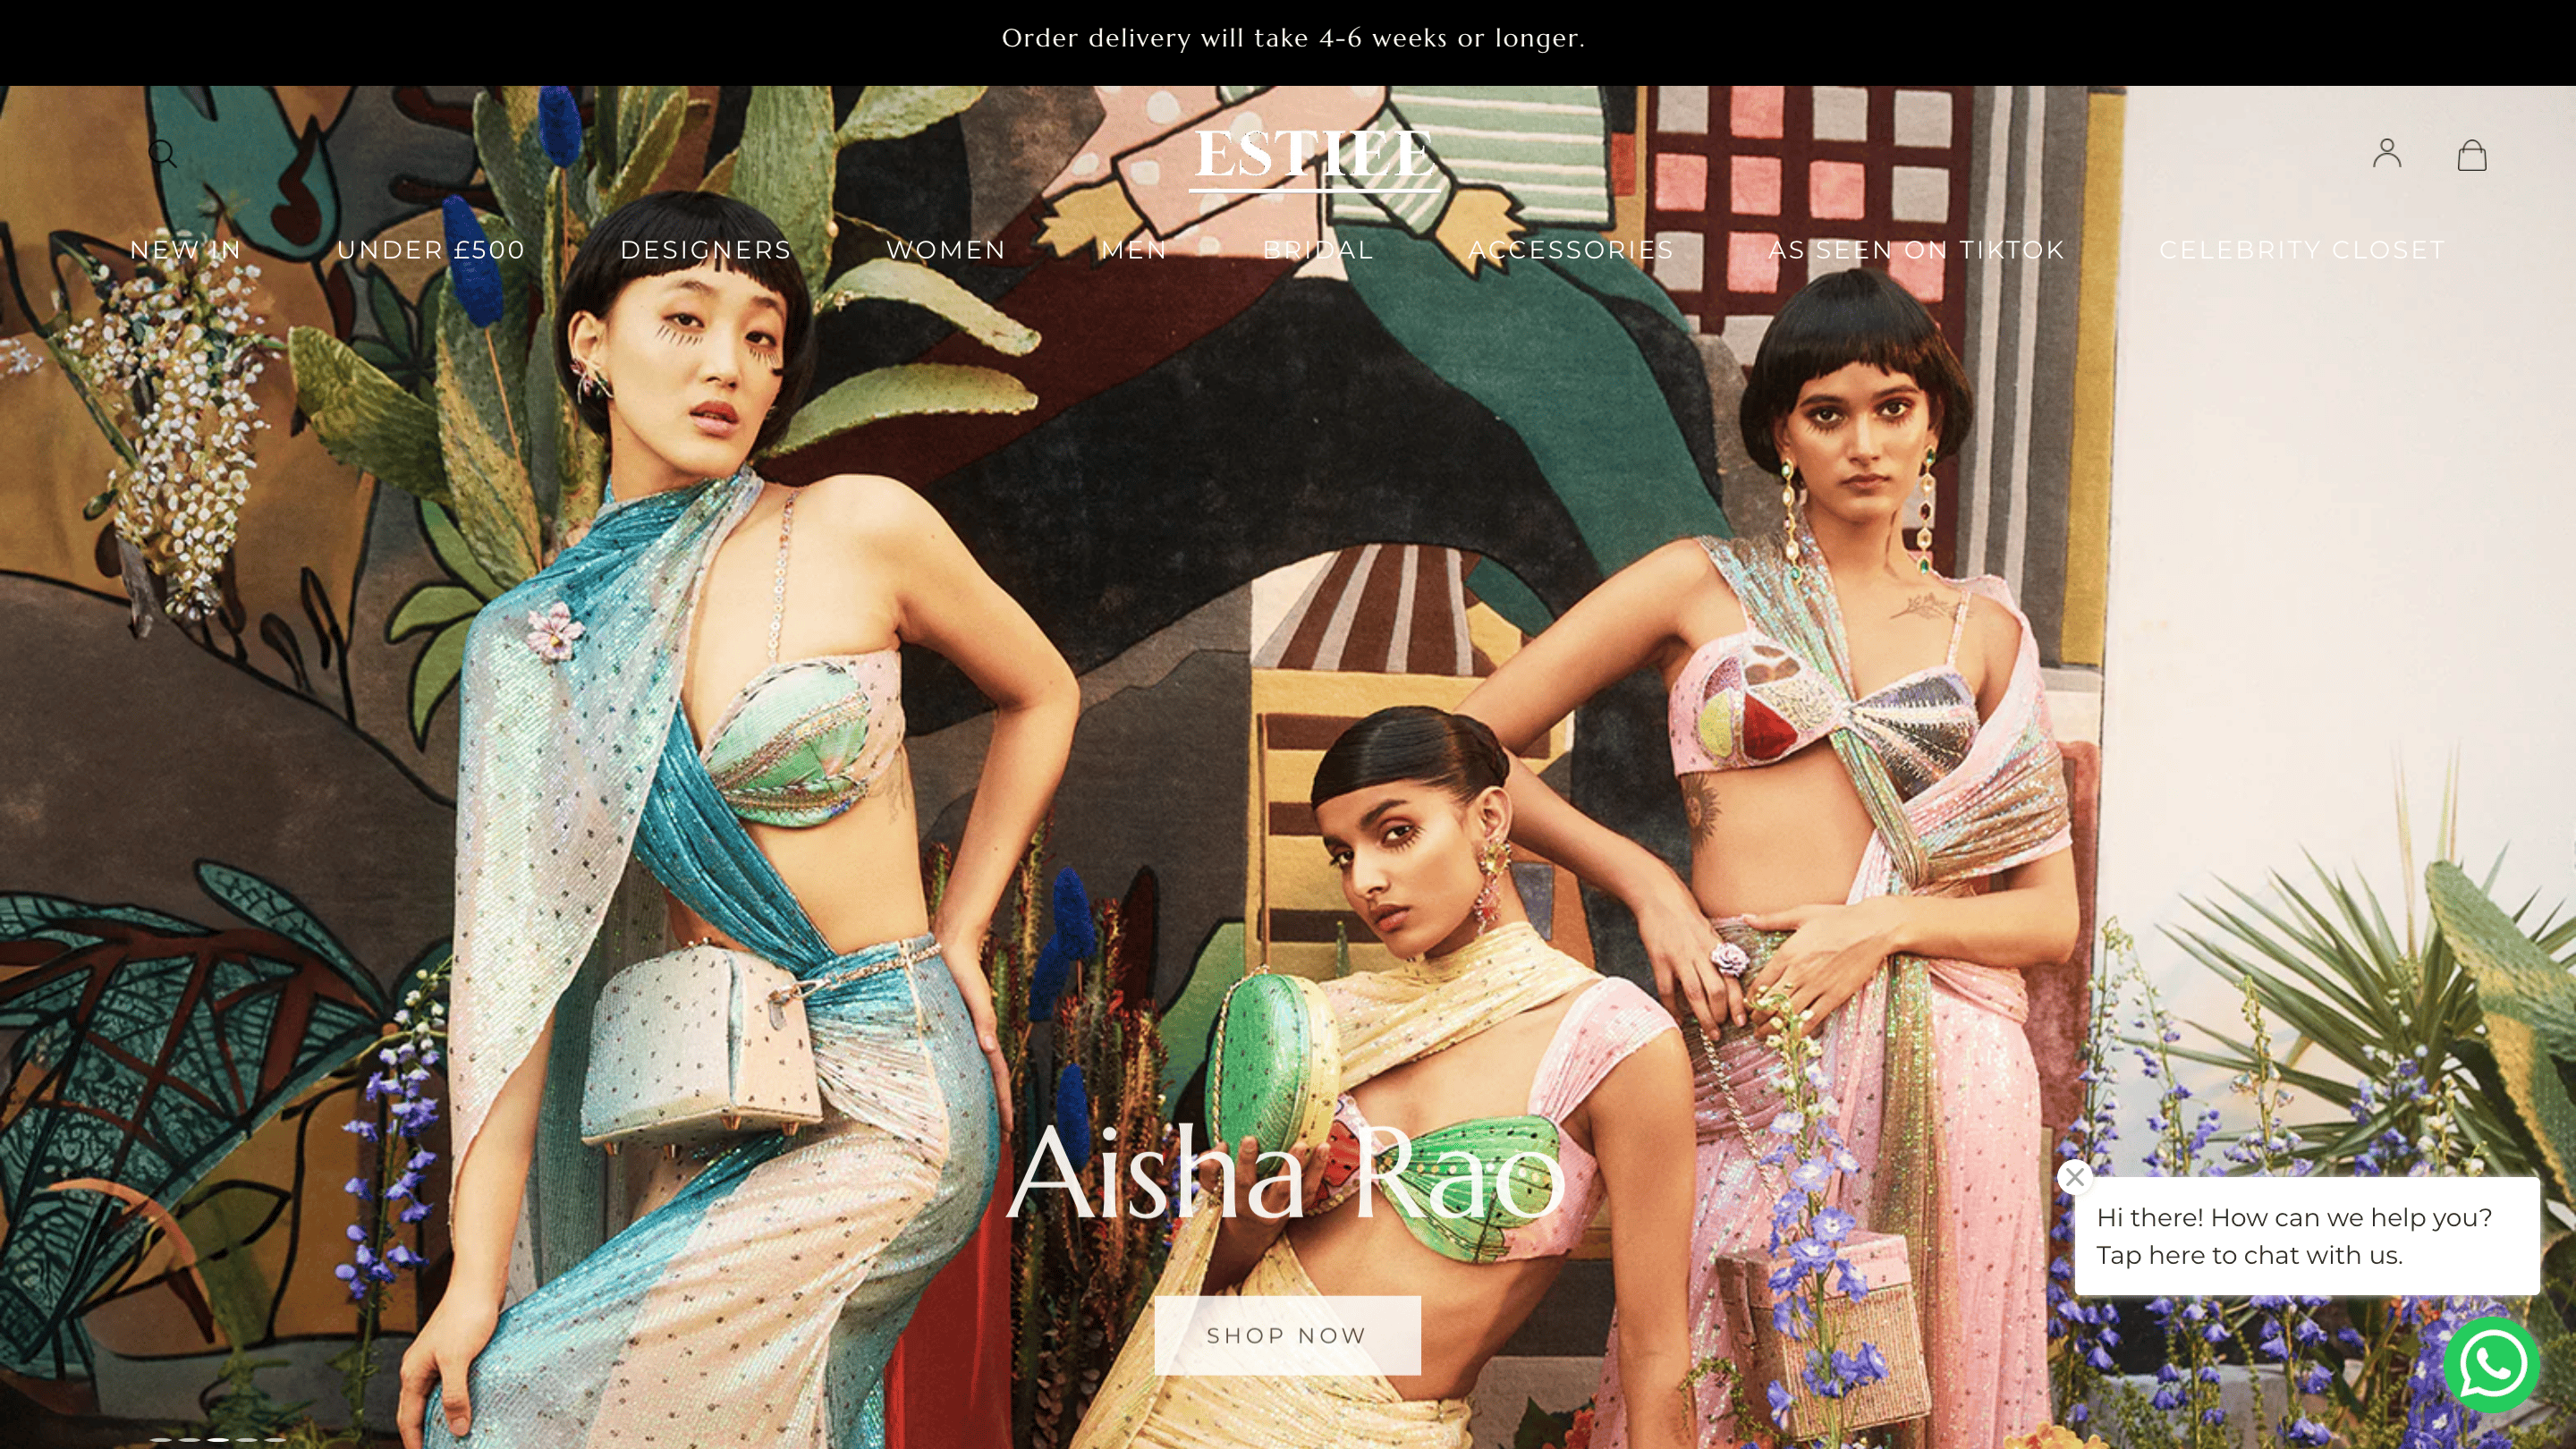 Order delivery will take 4-6 weeks or longer.
ESTIEE
NEW IN UNDER £500 DESIGNERS WOMEN MEN BRIDAL ACCESSORIES AS SEEN ON TIKTOK CELEBRITY CLOSET
Aisha Rao
Hi there! How can we help you?
Tap here to chat with us.
SHOP NOW